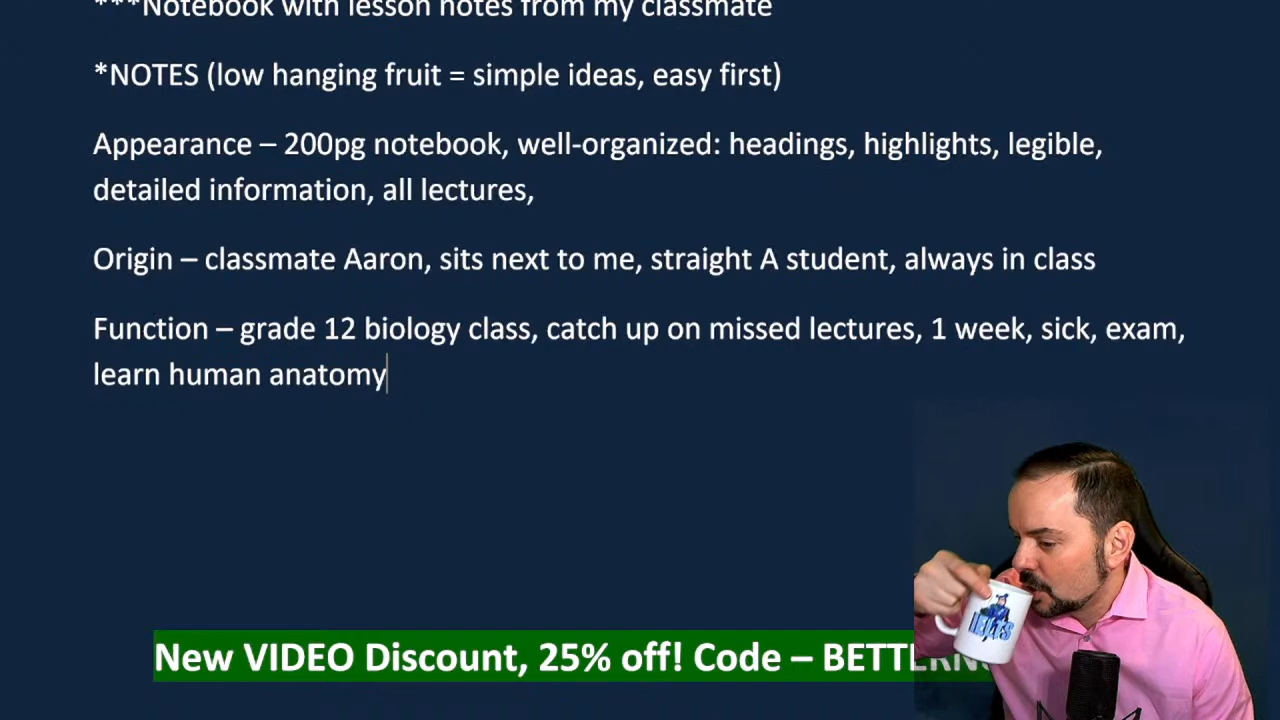 ***Notebook with lesson notes from my classmate
*NOTES (low hanging fruit = simple ideas, easy first)
Appearance – 200pg notebook, well-organized: headings, highlights, legible,
detailed information, all lectures,
Origin – classmate Aaron, sits next to me, straight A student, always in class
Function – grade 12 biology class, catch up on missed lectures, 1 week, sick, exam,
learn human anatomy
New VIDEO Discount, 25% off! Code –
IELTS